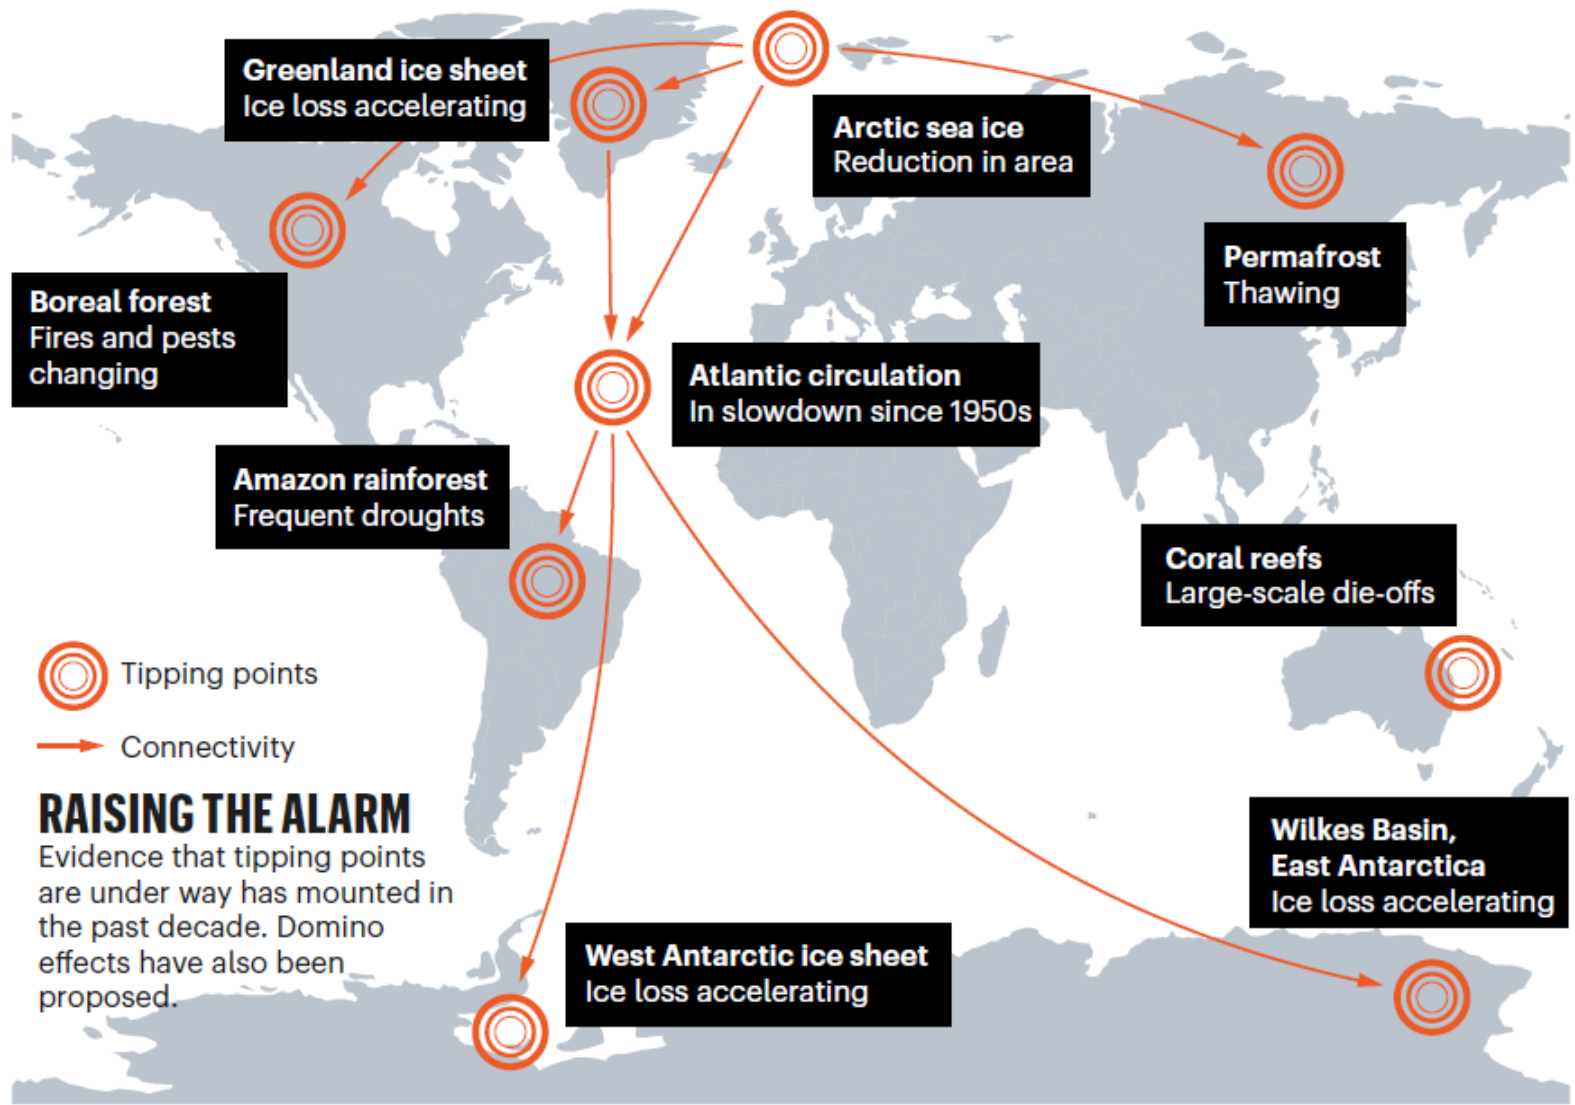 Greenland ice sheet
Ice loss accelerating
Arctic sea ice
Reduction in area
Permafrost
Thawing
Boreal forest
Fires and pests
changing
Atlantic circulation
In slowdown since 1950s
Amazon rainforest
Frequent droughts
Coral reefs
Large-scale die-offs
Tipping points
Connectivity
RAISING THE ALARM
Evidence that tipping points
are under way has mounted in
the past decade. Domino
effects have also been
proposed.
Wilkes Basin,
East Antarctica
Ice loss accelerating
West Antarctic ice sheet
Ice loss accelerating